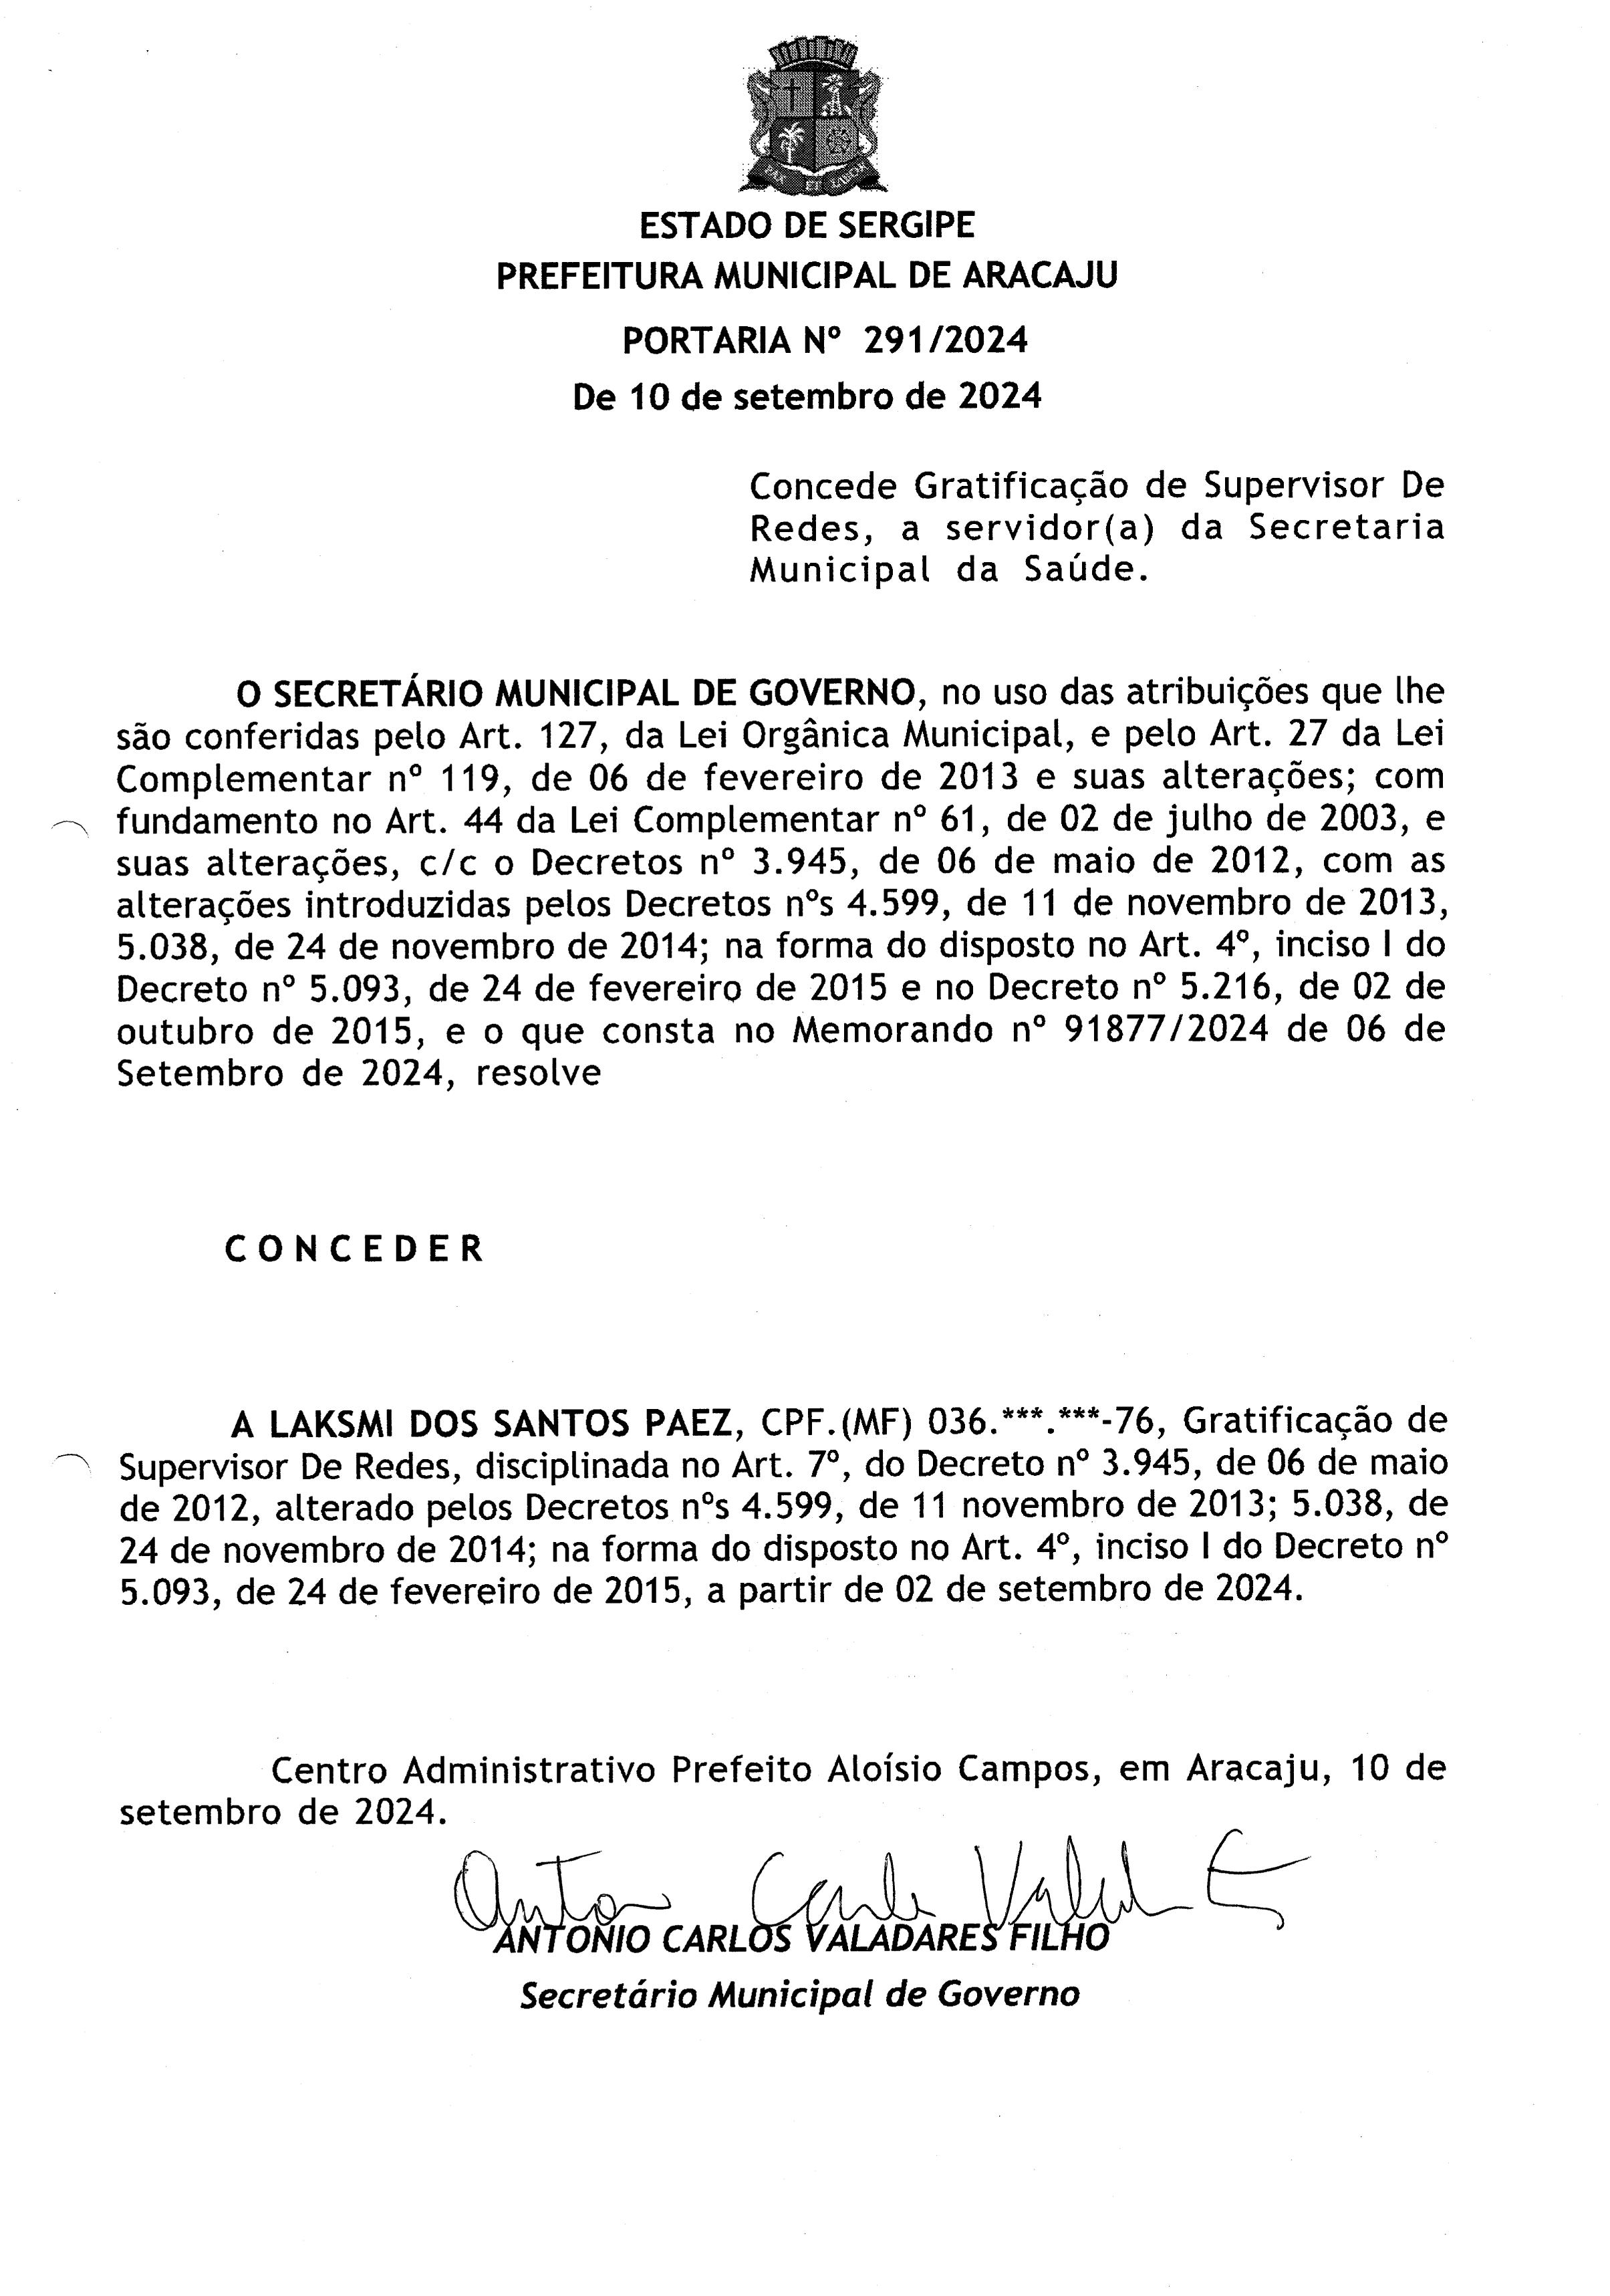 PAX ET LABOR
ESTADO DE SERGIPE
PREFEITURA MUNICIPAL DE ARACAJU
PORTARIA Nº 291/2024
De 10 de setembro de 2024
Concede Gratificação de Supervisor De
Redes, a servidor(a) da Secretaria
Municipal da Saúde.
O SECRETÁRIO MUNICIPAL DE GOVERNO, no uso das atribuições que lhe
são conferidas pelo Art. 127, da Lei Orgânica Municipal, e pelo Art. 27 da Lei
Complementar nº 119, de 06 de fevereiro de 2013 e suas alterações; com
fundamento no Art. 44 da Lei Complementar nº 61, de 02 de julho de 2003, e
suas alterações, c/c o Decretos nº 3.945, de 06 de maio de 2012, com as
alterações introduzidas pelos Decretos nºs 4.599, de 11 de novembro de 2013,
5.038, de 24 de novembro de 2014; na forma do disposto no Art. 4º, inciso I do
Decreto nº 5.093, de 24 de fevereiro de 2015 e no Decreto nº 5.216, de 02 de
outubro de 2015, e o que consta no Memorando nº 91877/2024 de 06 de
Setembro de 2024, resolve
C O N C E D E R
A LAKSMI DOS SANTOS PAEZ, CPF.(MF) 036.***.***-76, Gratificação de
Supervisor De Redes, disciplinada no Art. 7º, do Decreto nº 3.945, de 06 de maio
de 2012, alterado pelos Decretos nºs 4.599, de 11 novembro de 2013; 5.038, de
24 de novembro de 2014; na forma do disposto no Art. 4º, inciso I do Decreto nº
5.093, de 24 de fevereiro de 2015, a partir de 02 de setembro de 2024.
Centro Administrativo Prefeito Aloísio Campos, em Aracaju, 10 de
setembro de 2024.
ANTONIO CARLOS VALADARES FILHO
Secretário Municipal de Governo